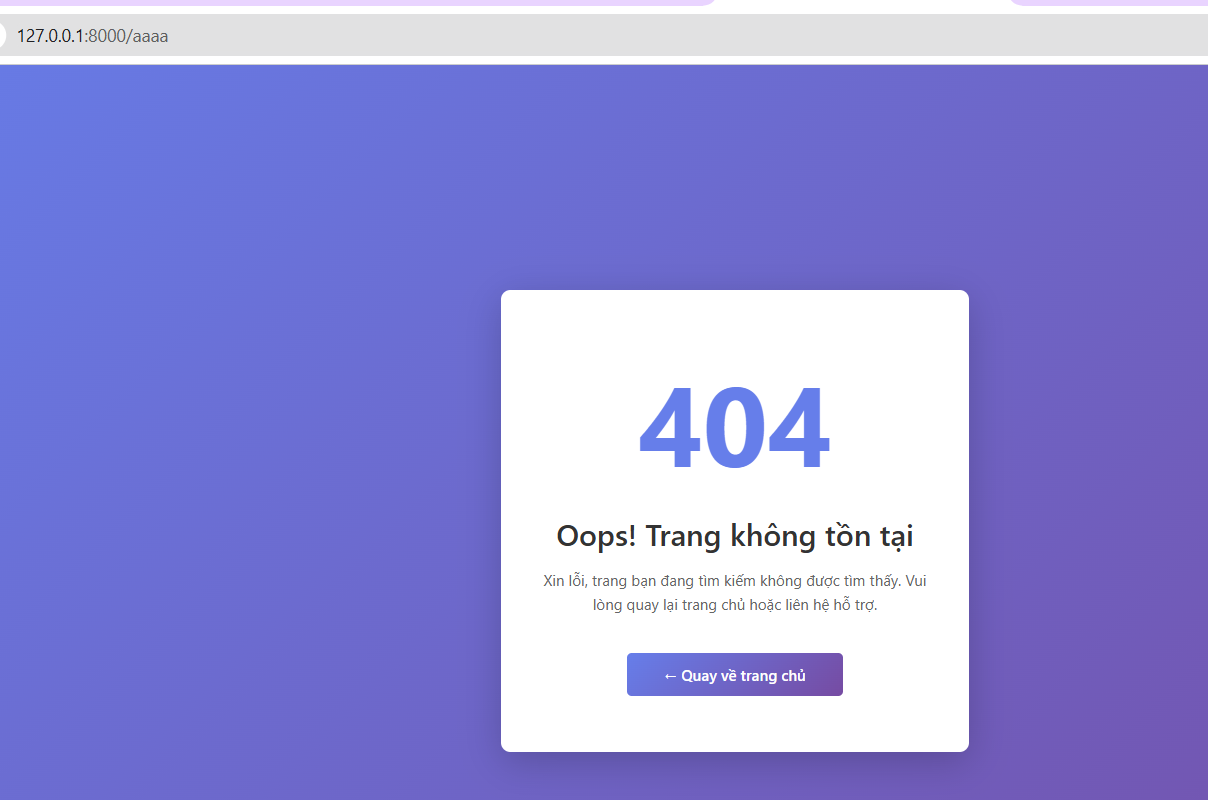 127.0.0.1:8000/aaaa
404
Oops! Trang không tồn tại
Xin lỗi, trang bạn đang tìm kiếm không được tìm thấy. Vui
lòng quay lại trang chủ hoặc liên hệ hỗ trợ.
← Quay về trang chủ